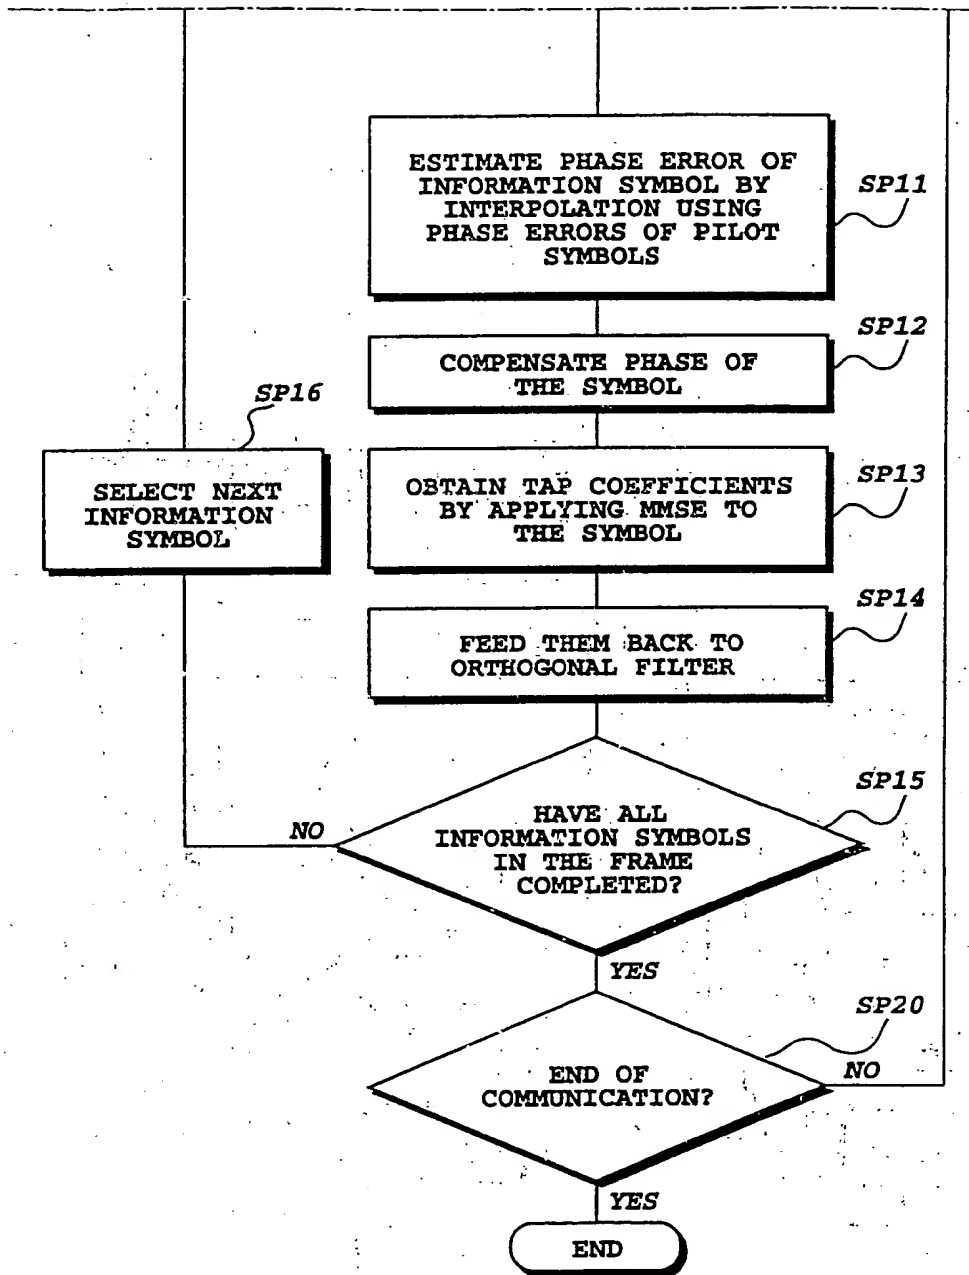 ESTIMATE PHASE ERROR OF
INFORMATION SYMBOL BY
INTERPOLATION USING
PHASE ERRORS OF PILOT
SYMBOLS
SP11
COMPENSATE PHASE OF
THE SYMBOL
SP12
SP16
SELECT NEXT
INFORMATION
SYMBOL
OBTAIN TAP COEFFICIENTS
BY APPLYING MMSE TO
THE SYMBOL
SP13
FEED THEM BACK TO
ORTHOGONAL FILTER
SP14
HAVE ALL
INFORMATION SYMBOLS
IN THE FRAME
COMPLETED?
SP15
NO
YES
END OF
COMMUNICATION?
SP20
NO
YES
END